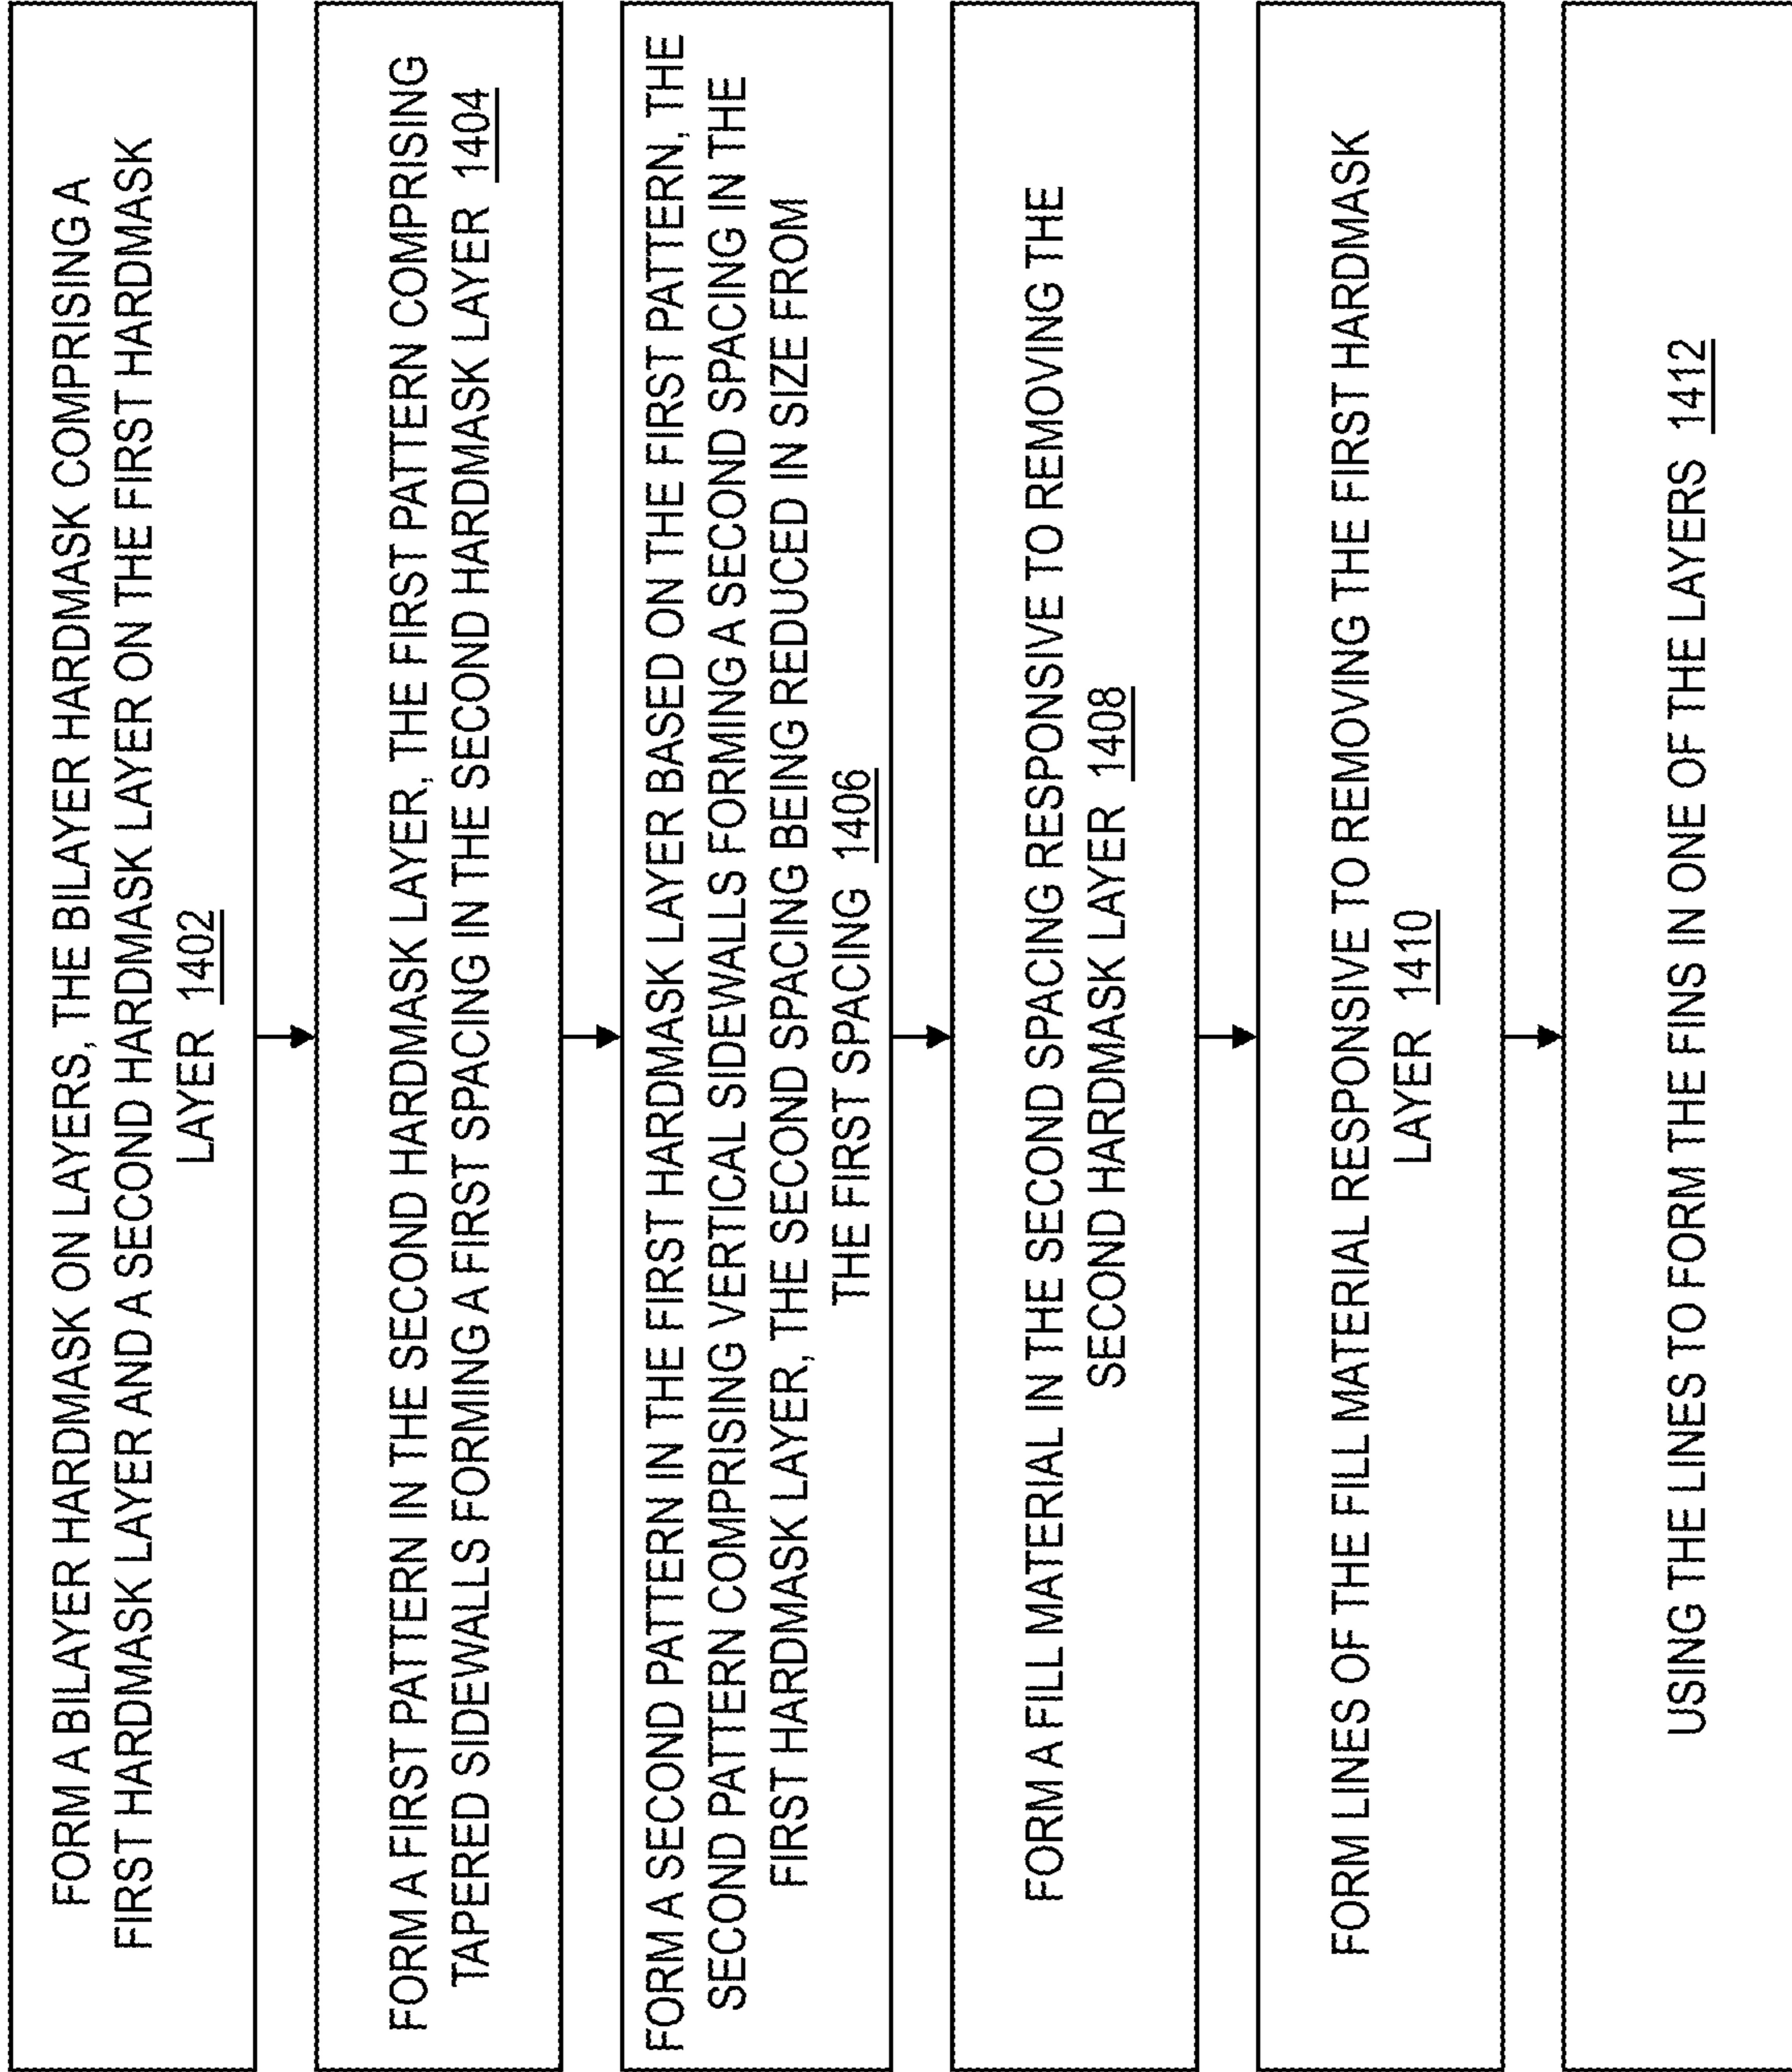 FORM A BILAYER HARDMASK ON LAYERS, THE BILAYER HARDMASK COMPRISING A
FIRST HARDMASK LAYER AND A SECOND HARDMASK LAYER ON THE FIRST HARDMASK
LAYER 1402
FORM A FIRST PATTERN IN THE SECOND HARDMASK LAYER, THE FIRST PATTERN COMPRISING
TAPERED SIDEWALLS FORMING A FIRST SPACING IN THE SECOND HARDMASK LAYER 1404
FORM A SECOND PATTERN IN THE FIRST HARDMASK LAYER BASED ON THE FIRST PATTERN, THE
SECOND PATTERN COMPRISING VERTICAL SIDEWALLS FORMING A SECOND SPACING IN THE
FIRST HARDMASK LAYER, THE SECOND SPACING BEING REDUCED IN SIZE FROM
THE FIRST SPACING 1406
FORM A FILL MATERIAL IN THE SECOND SPACING RESPONSIVE TO REMOVING THE
SECOND HARDMASK LAYER 1408
FORM LINES OF THE FILL MATERIAL RESPONSIVE TO REMOVING THE FIRST HARDMASK
LAYER 1410
USING THE LINES TO FORM THE FINS IN ONE OF THE LAYERS 1412